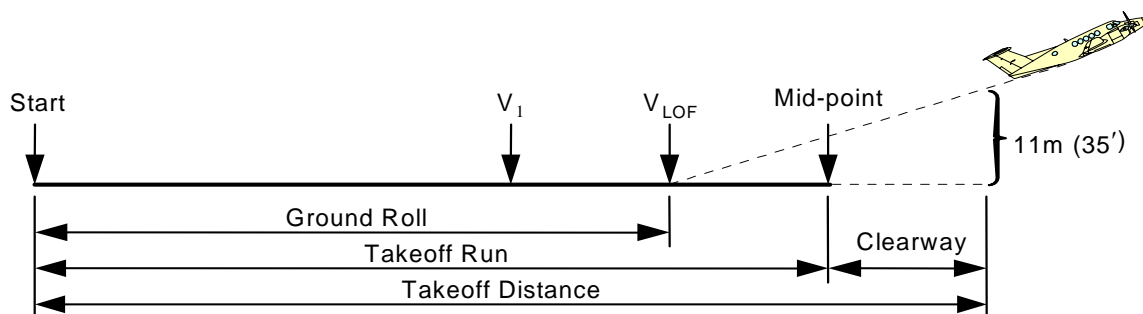 Start
V1
VLOF
Mid-point
11m (35′)
Ground Roll
Clearway
Takeoff Run
Takeoff Distance